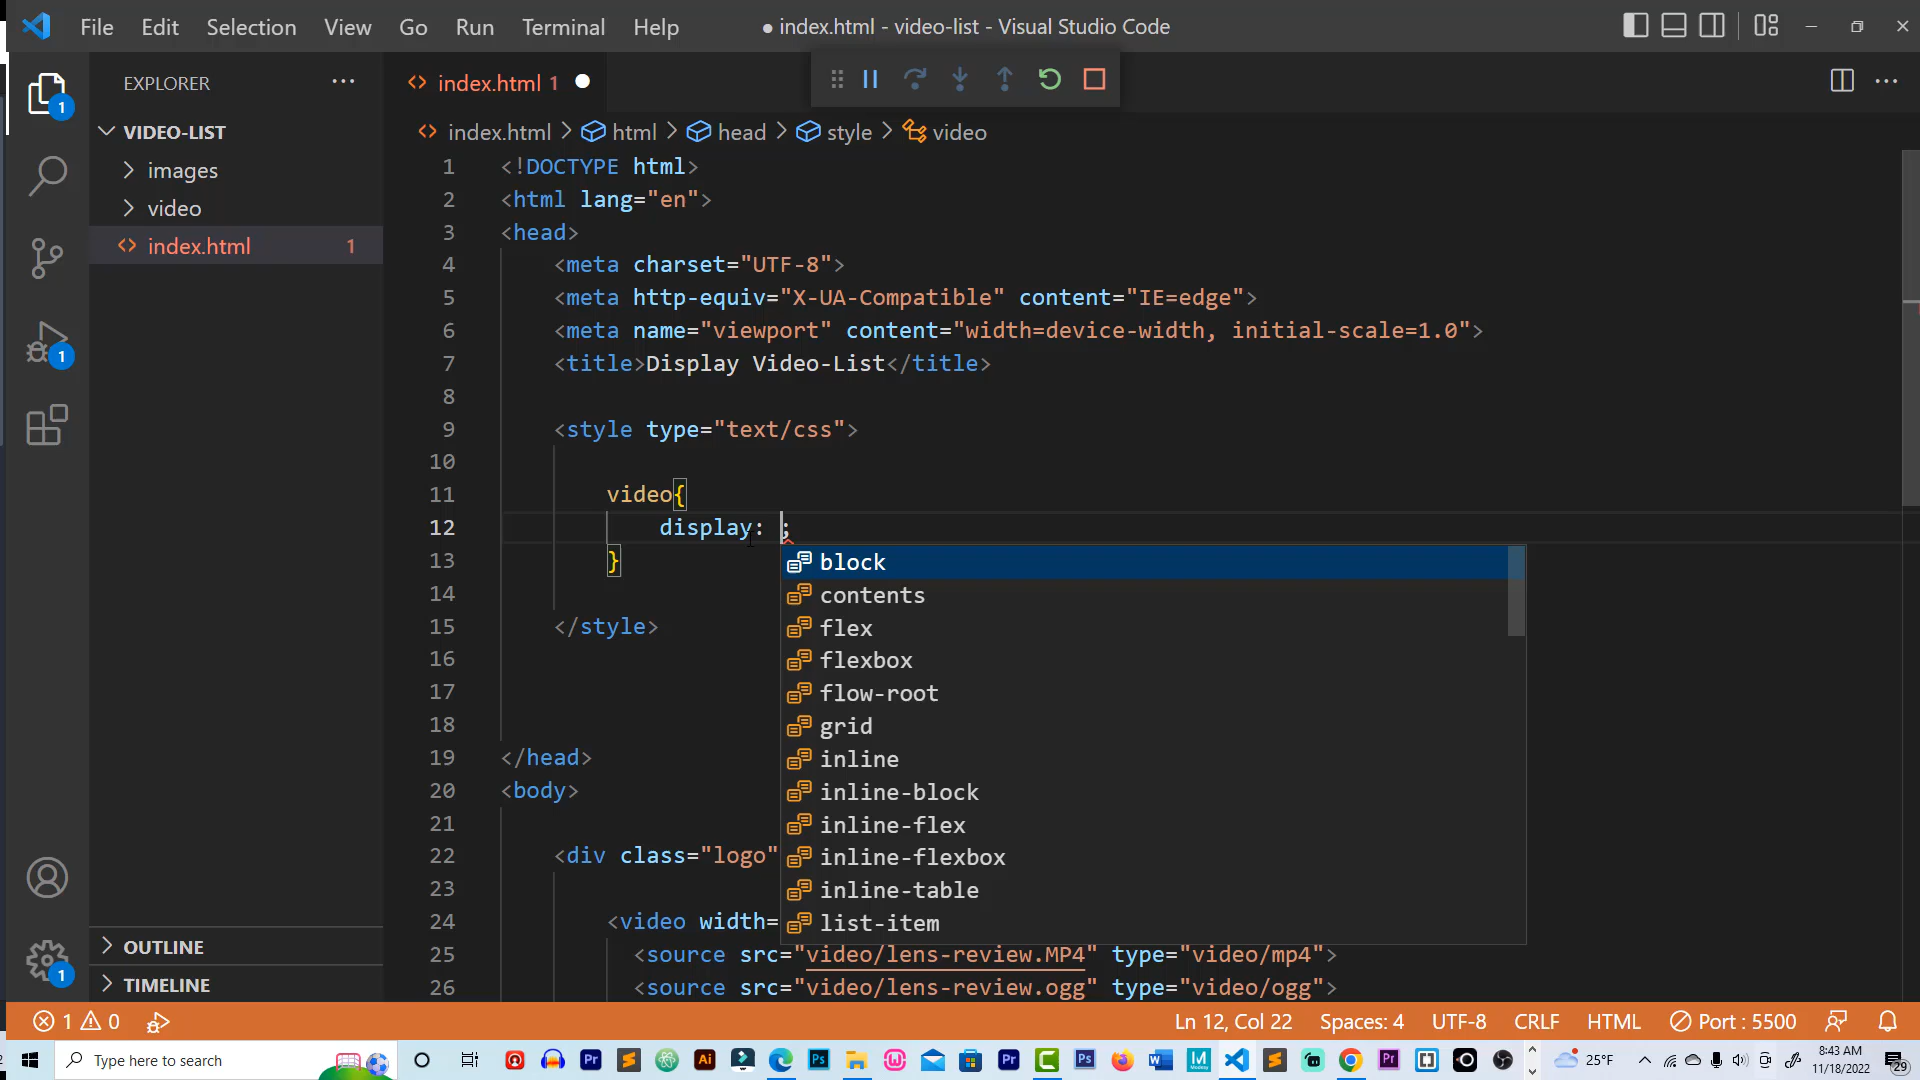 File Edit Selection View Go Run Terminal Help
● index.html - video-list - Visual Studio Code
EXPLORER ...
index.html 1
VIDEO-LIST
images
video
index.html 1
index.html > html > head > style > video
1 <!DOCTYPE html>
2 <html lang="en">
3 <head>
4 <meta charset="UTF-8">
5 <meta http-equiv="X-UA-Compatible" content="IE=edge">
6 <meta name="viewport" content="width=device-width, initial-scale=1.0">
7 <title>Display Video-List</title>
8
9 <style type="text/css">
10
11 video{
12 display: ;
13 }
14
15 </style>
16
17
18
19 </head>
20 <body>
21
22 <div class="logo"
23
24 <video width=
25 <source src="video/lens-review.MP4" type="video/mp4">
26 <source src="video/lens-review.ogg" type="video/ogg">
block
contents
flex
flexbox
flow-root
grid
inline
inline-block
inline-flex
inline-flexbox
inline-table
list-item
OUTLINE
TIMELINE
1
1
1
1 0
Ln 12, Col 22 Spaces: 4 UTF-8 CRLF HTML Port : 5500
Type here to search
25°F
8:43 AM
11/18/2022
29